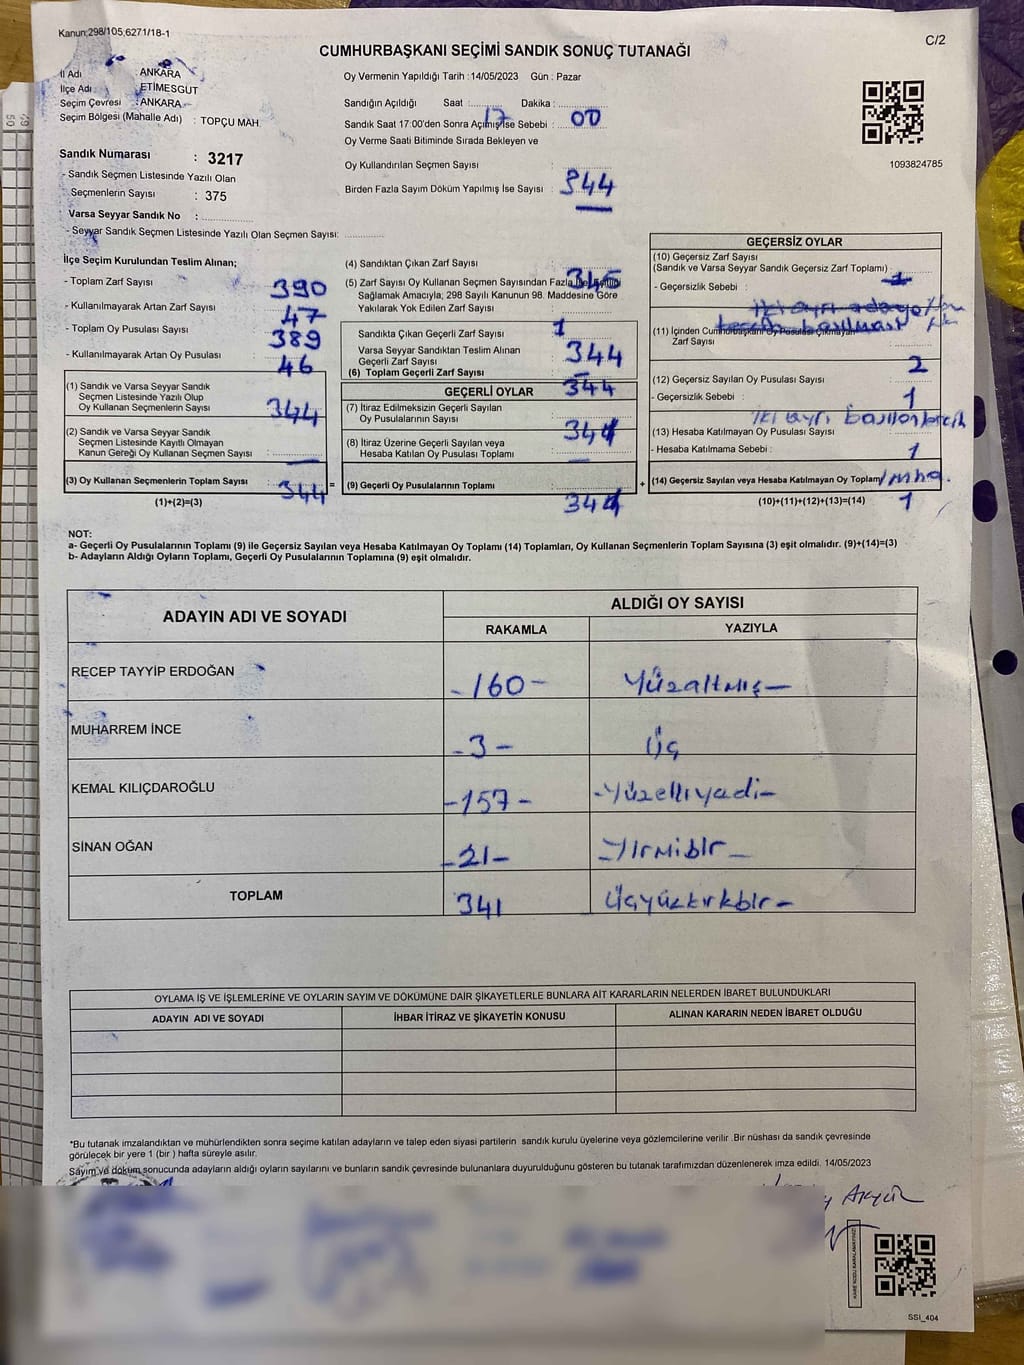 Kanun;298/105,6271/18-1
C/2
CUMHURBAŞKANI SEÇİMİ SANDIK SONUÇ TUTANAĞI
İl Adı : ANKARA
İlçe Adı : ETİMESGUT
Seçim Çevresi : ANKARA
Seçim Bölgesi (Mahalle Adı) : TOPÇU MAH.
Sandık Numarası : 3217
- Sandık Seçmen Listesinde Yazılı Olan
Seçmenlerin Sayısı : 375
Varsa Seyyar Sandık No :
- Seyyar Sandık Seçmen Listesinde Yazılı Olan Seçmen Sayısı:
Oy Vermenin Yapıldığı Tarih :14/05/2023 Gün : Pazar
Sandığın Açıldığı Saat : 17 Dakika : 00
Sandık Saat 17:00'den Sonra Açılmış İse Sebebi :
Oy Verme Saati Bitiminde Sırada Bekleyen ve
Oy Kullandırılan Seçmen Sayısı :
Birden Fazla Sayım Döküm Yapılmış İse Sayısı : 344
1093824785
İlçe Seçim Kurulundan Teslim Alınan;
- Toplam Zarf Sayısı : 390
- Kullanılmayarak Artan Zarf Sayısı : 47
- Toplam Oy Pusulası Sayısı : 389
- Kullanılmayarak Artan Oy Pusulası : 46
(1) Sandık ve Varsa Seyyar Sandık
Seçmen Listesinde Yazılı Olup
Oy Kullanan Seçmenlerin Sayısı : 344
(2) Sandık ve Varsa Seyyar Sandık
Seçmen Listesinde Kayıtlı Olmayan
Kanun Gereği Oy Kullanan Seçmen Sayısı :
(3) Oy Kullanan Seçmenlerin Toplam Sayısı : 344
(1)+(2)=(3)
(4) Sandıktan Çıkan Zarf Sayısı : 345
(5) Zarf Sayısı Oy Kullanan Seçmen Sayısından Fazla İse Eşitliği
Sağlamak Amacıyla; 298 Sayılı Kanunun 98. Maddesine Göre
Yakılarak Yok Edilen Zarf Sayısı : 1
Sandıkta Çıkan Geçerli Zarf Sayısı :
Varsa Seyyar Sandıktan Teslim Alınan
Geçerli Zarf Sayısı : 344
(6) Toplam Geçerli Zarf Sayısı : 344
GEÇERLİ OYLAR
(7) İtiraz Edilmeksizin Geçerli Sayılan
Oy Pusulalarının Sayısı :
(8) İtiraz Üzerine Geçerli Sayılan veya
Hesaba Katılan Oy Pusulası Toplamı :
(9) Geçerli Oy Pusulalarının Toplamı :
GEÇERSİZ OYLAR
(10) Geçersiz Zarf Sayısı
(Sandık ve Varsa Seyyar Sandık Geçersiz Zarf Toplamı) :
- Geçersizlik Sebebi :
(11) İçinden Cumhurbaşkanı Oy Pusulası Çıkmayan
Zarf Sayısı : 2
(12) Geçersiz Sayılan Oy Pusulası Sayısı : 1
- Geçersizlik Sebebi : iki ayrı
(13) Hesaba Katılmayan Oy Pusulası Sayısı :
- Hesaba Katılmama Sebebi : 1
(14) Geçersiz Sayılan veya Hesaba Katılmayan Oy Toplamı imha.
(10)+(11)+(12)+(13)=(14) 1
NOT:
a- Geçerli Oy Pusulalarının Toplamı (9) ile Geçersiz Sayılan veya Hesaba Katılmayan Oy Toplamı (14) Toplamları, Oy Kullanan Seçmenlerin Toplam Sayısına (3) eşit olmalıdır. (9)+(14)=(3)
b- Adayların Aldığı Oyların Toplamı, Geçerli Oy Pusulalarının Toplamına (9) eşit olmalıdır.
ADAYIN ADI VE SOYADI
ALDIĞI OY SAYISI
RAKAMLA YAZIYLA
RECEP TAYYİP ERDOĞAN -160- Yüzaltmış-
MUHARREM İNCE -3- Üç
KEMAL KILIÇDAROĞLU -157- -Yüzelliyadi-
SİNAN OĞAN -21- -Yirmibir-
TOPLAM 341 Üçyüzkırkbir-
OYLAMA İŞ VE İŞLEMLERİNE VE OYLARIN SAYIM VE DÖKÜMÜNE DAİR ŞİKAYETLERLE BUNLARA AİT KARARLARIN NELERDEN İBARET BULUNDUKLARI
ADAYIN ADI VE SOYADI İHBAR İTİRAZ VE ŞİKAYETİN KONUSU ALINAN KARARIN NEDEN İBARET OLDUĞU
*Bu tutanak imzalandıktan ve mühürlendikten sonra seçime katılan adayların ve talep eden siyasi partilerin sandık kurulu üyelerine veya gözlemcilerine verilir .Bir nüshası da sandık çevresinde
görülecek bir yere 1 (bir ) hafta süreyle asılır.
Sayım ve döküm sonucunda adayların aldığı oyların sayılarını ve bunların sandık çevresinde bulunanlara duyurulduğunu gösteren bu tutanak tarafımızdan düzenlenerek imza edildi. 14/05/2023
SSİ_404